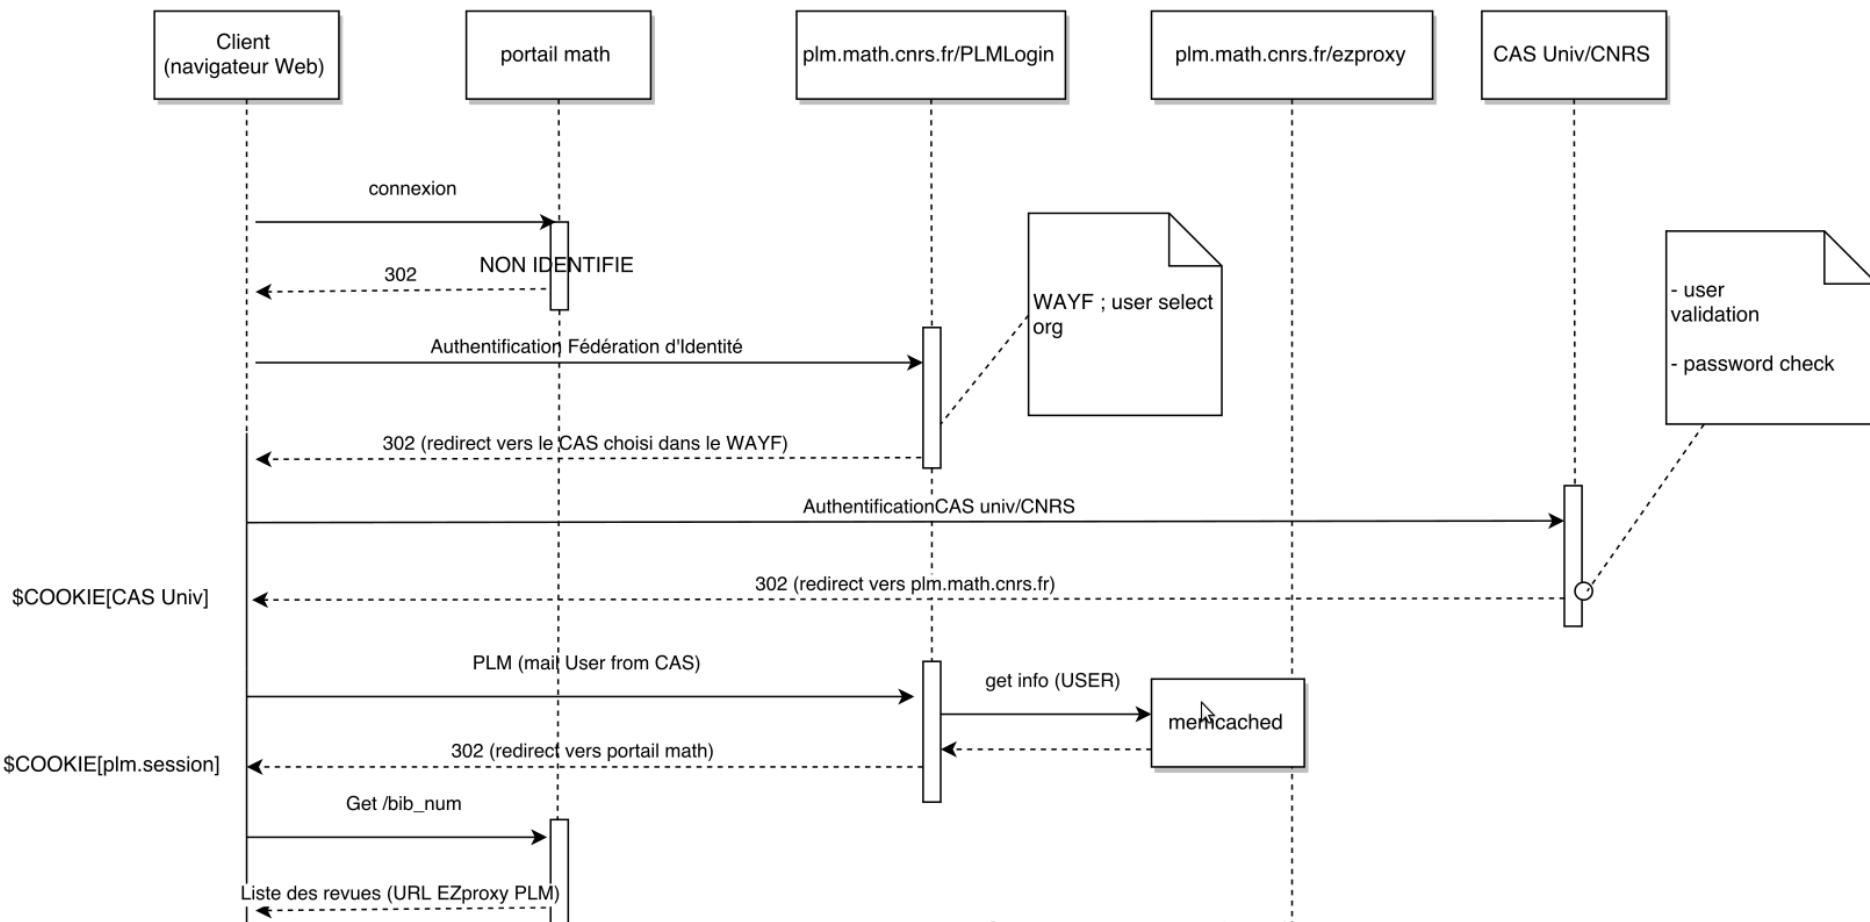 Client
(navigateur Web)
portail math
plm.math.cnrs.fr/PLMLogin
plm.math.cnrs.fr/ezproxy
CAS Univ/CNRS
connexion
NON IDENTIFIE
302
WAYF ; user select
org
- user
validation
- password check
Authentification Fédération d'Identité
302 (redirect vers le CAS choisi dans le WAYF)
AuthentificationCAS univ/CNRS
302 (redirect vers plm.math.cnrs.fr)
$COOKIE[CAS Univ]
PLM (mail User from CAS)
get info (USER)
memcached
302 (redirect vers portail math)
$COOKIE[plm.session]
Get /bib_num
Liste des revues (URL EZproxy PLM)